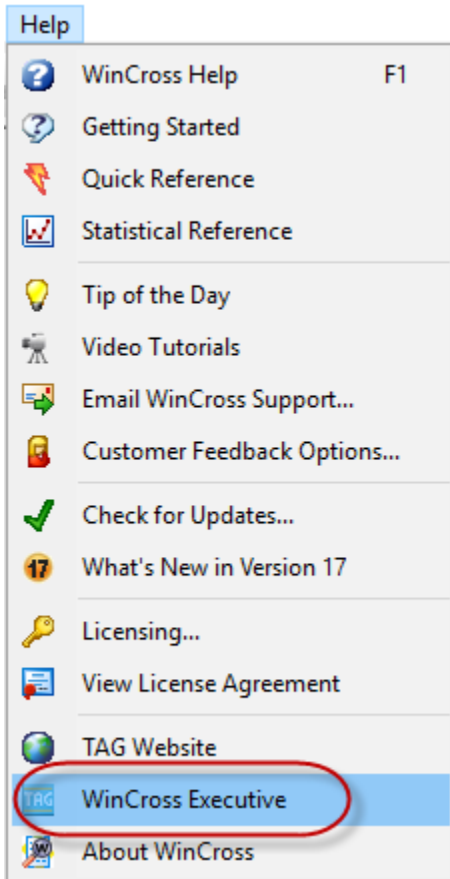 Help
WinCross Help F1
Getting Started
Quick Reference
Statistical Reference
Tip of the Day
Video Tutorials
Email WinCross Support...
Customer Feedback Options...
Check for Updates...
17 What's New in Version 17
Licensing...
View License Agreement
TAG Website
TAG WinCross Executive
W About WinCross